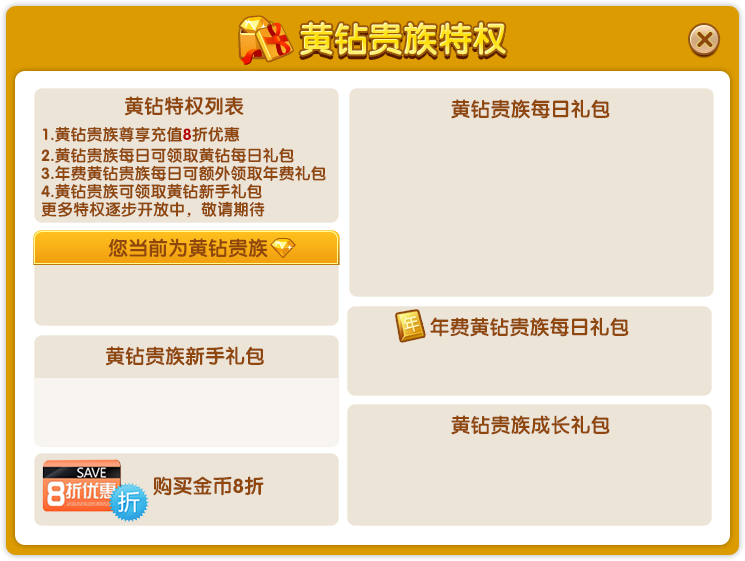 黄钻贵族特权
黄钻特权列表
1.黄钻贵族尊享充值8折优惠
2.黄钻贵族每日可领取黄钻每日礼包
3.年费黄钻贵族每日可额外领取年费礼包
4.黄钻贵族可领取黄钻新手礼包
更多特权逐步开放中，敬请期待
您当前为黄钻贵族
黄钻贵族新手礼包
SAVE
8折优惠
折
购买金币8折
黄钻贵族每日礼包
年
年费黄钻贵族每日礼包
黄钻贵族成长礼包